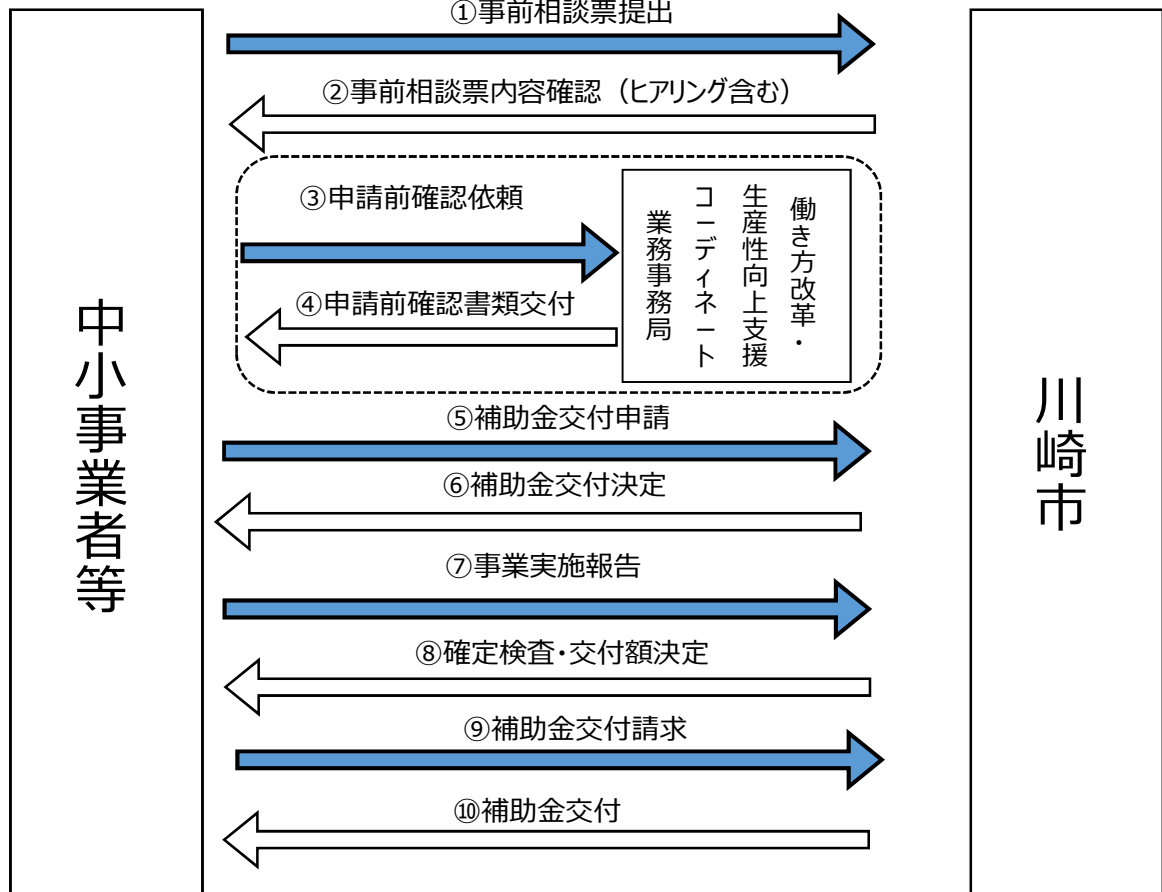 ①事前相談票提出
②事前相談票内容確認（ヒアリング含む）
③申請前確認依頼
働き方改革・
生産性向上支援
コーディネート
業務事務局
④申請前確認書類交付
中小事業者等
川崎市
⑤補助金交付申請
⑥補助金交付決定
⑦事業実施報告
⑧確定検査・交付額決定
⑨補助金交付請求
⑩補助金交付